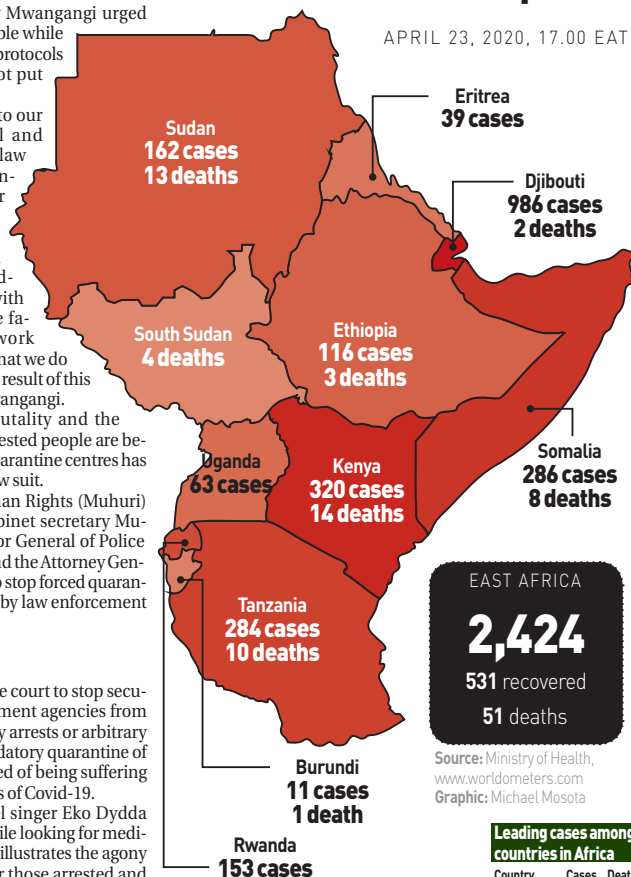 Mwangangi urged
ble while
protocols
ot put
to our
l and
law
n-
r
d-
with
e fa-
work
hat we do
result of this
angangi.
utality and the
ested people are be-
arantine centres has
w suit.
an Rights (Muhuri)
binet secretary Mu-
or General of Police
nd the Attorney Gen-
o stop forced quaran-
by law enforcement
e court to stop secu-
ment agencies from
y arrests or arbitrary
datory quarantine of
ed of being suffering
s of Covid-19.
el singer Eko Dydda
ile looking for medi-
illustrates the agony
r those arrested and
APRIL 23, 2020, 17.00 EAT
Sudan
162 cases
13 deaths
Eritrea
39 cases
Djibouti
986 cases
2 deaths
South Sudan
4 deaths
Ethiopia
116 cases
3 deaths
Somalia
286 cases
8 deaths
Uganda
63 cases
Kenya
320 cases
14 deaths
Tanzania
284 cases
10 deaths
Burundi
11 cases
1 death
Rwanda
153 cases
EAST AFRICA
2,424
531 recovered
51 deaths
Source: Ministry of Health,
www.worldometers.com
Graphic: Michael Mosota
Leading cases among
countries in Africa
Country Cases Deat